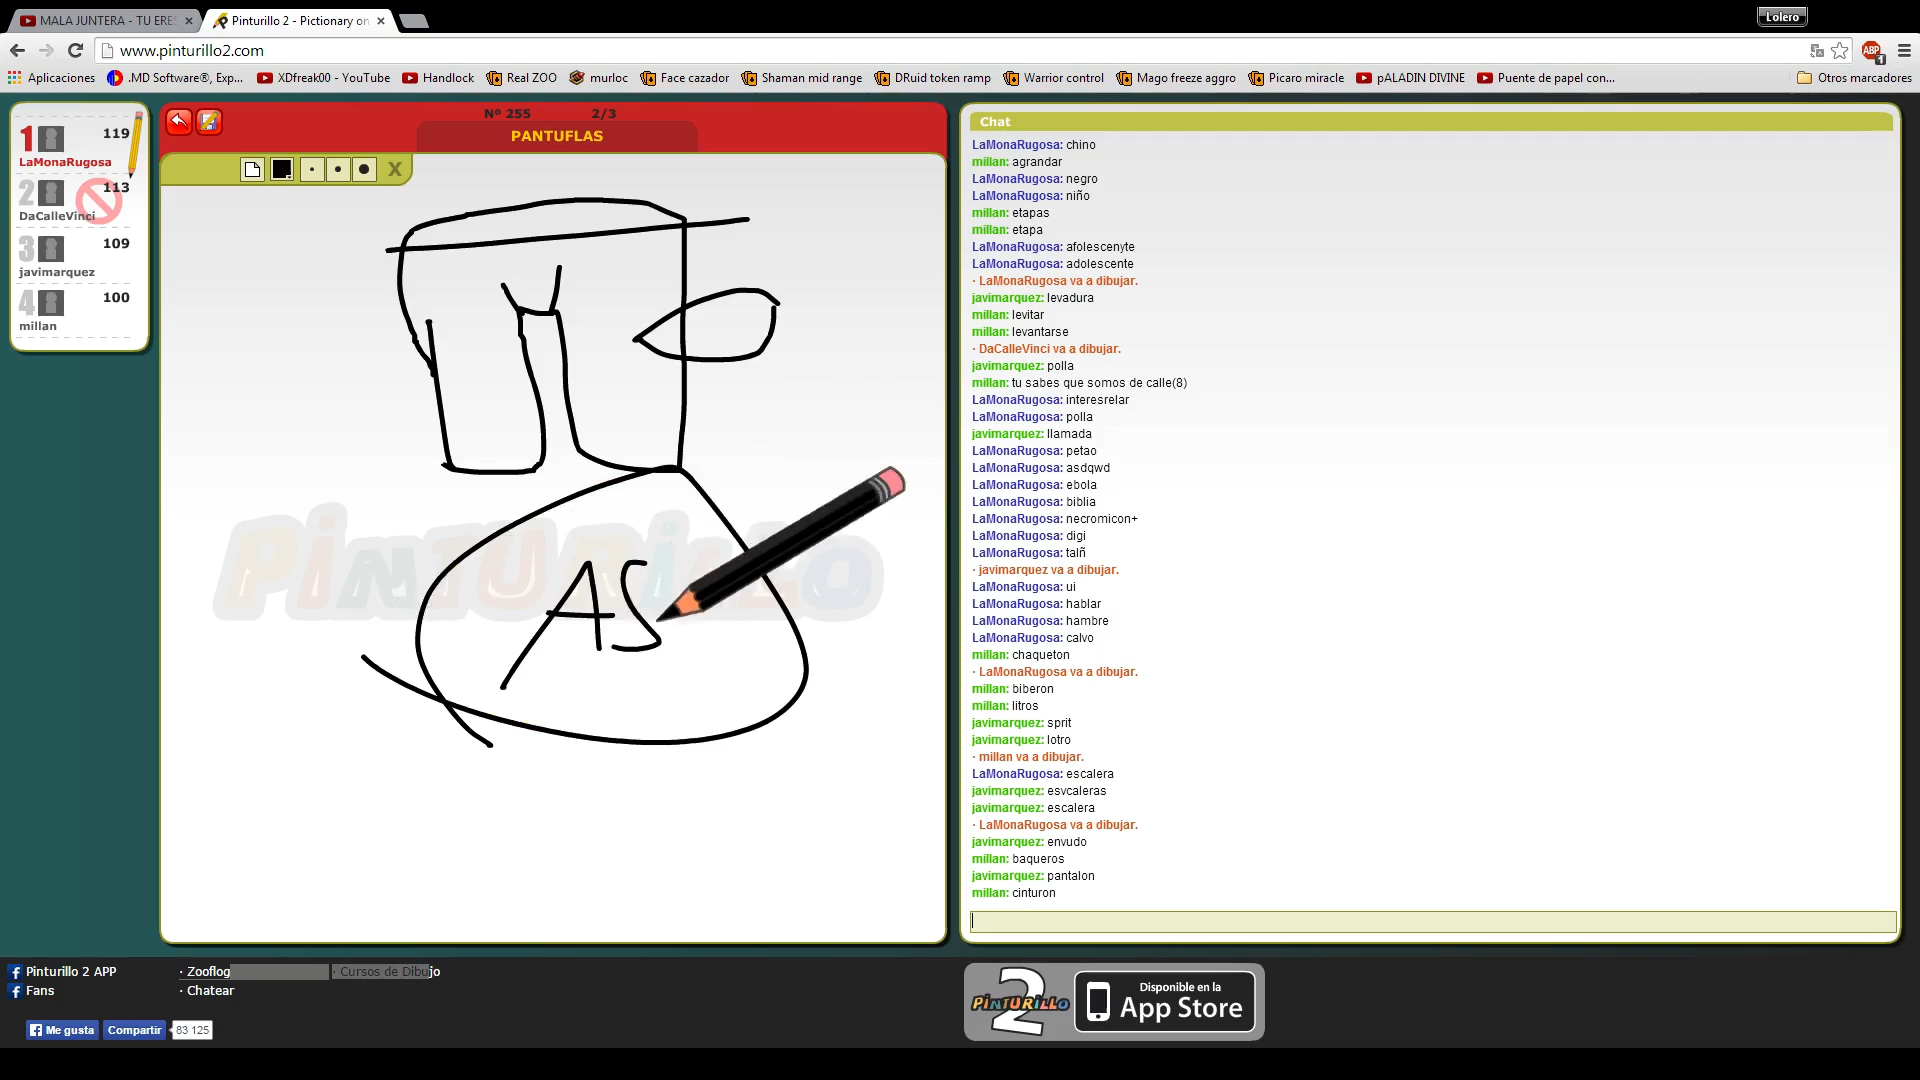 MALA JUNTERA - TU ERES
Pinturillo 2 - Pictionary on
Lolero
www.pinturillo2.com
ABP
1
Aplicaciones
.MD Software®, Exp...
XDfreak00 - YouTube
Handlock
Real ZOO
murloc
Face cazador
Shaman mid range
DRuid token ramp
Warrior control
Mago freeze aggro
Picaro miracle
pALADIN DIVINE
Puente de papel con...
Otros marcadores
1
119
LaMonaRugosa
2
113
DaCalleVinci
3
109
javimarquez
4
100
millan
Nº 255
2/3
PANTUFLAS
X
PINTURILLO
AS
Chat
LaMonaRugosa: chino
millan: agrandar
LaMonaRugosa: negro
LaMonaRugosa: niño
millan: etapas
millan: etapa
LaMonaRugosa: afolescenyte
LaMonaRugosa: adolescente
· LaMonaRugosa va a dibujar.
javimarquez: levadura
millan: levitar
millan: levantarse
· DaCalleVinci va a dibujar.
javimarquez: polla
millan: tu sabes que somos de calle(8)
LaMonaRugosa: interesrelar
LaMonaRugosa: polla
javimarquez: llamada
LaMonaRugosa: petao
LaMonaRugosa: asdqwd
LaMonaRugosa: ebola
LaMonaRugosa: biblia
LaMonaRugosa: necromicon+
LaMonaRugosa: digi
LaMonaRugosa: talñ
· javimarquez va a dibujar.
LaMonaRugosa: ui
LaMonaRugosa: hablar
LaMonaRugosa: hambre
LaMonaRugosa: calvo
millan: chaqueton
· LaMonaRugosa va a dibujar.
millan: biberon
millan: litros
javimarquez: sprit
javimarquez: lotro
· millan va a dibujar.
LaMonaRugosa: escalera
javimarquez: esvcaleras
javimarquez: escalera
· LaMonaRugosa va a dibujar.
javimarquez: envudo
millan: baqueros
javimarquez: pantalon
millan: cinturon
Pinturillo 2 APP
Fans
· Zooflog
· Cursos de Dibujo
· Chatear
Me gusta
Compartir
83 125
PINTURILLO
2
Disponible en la
App Store